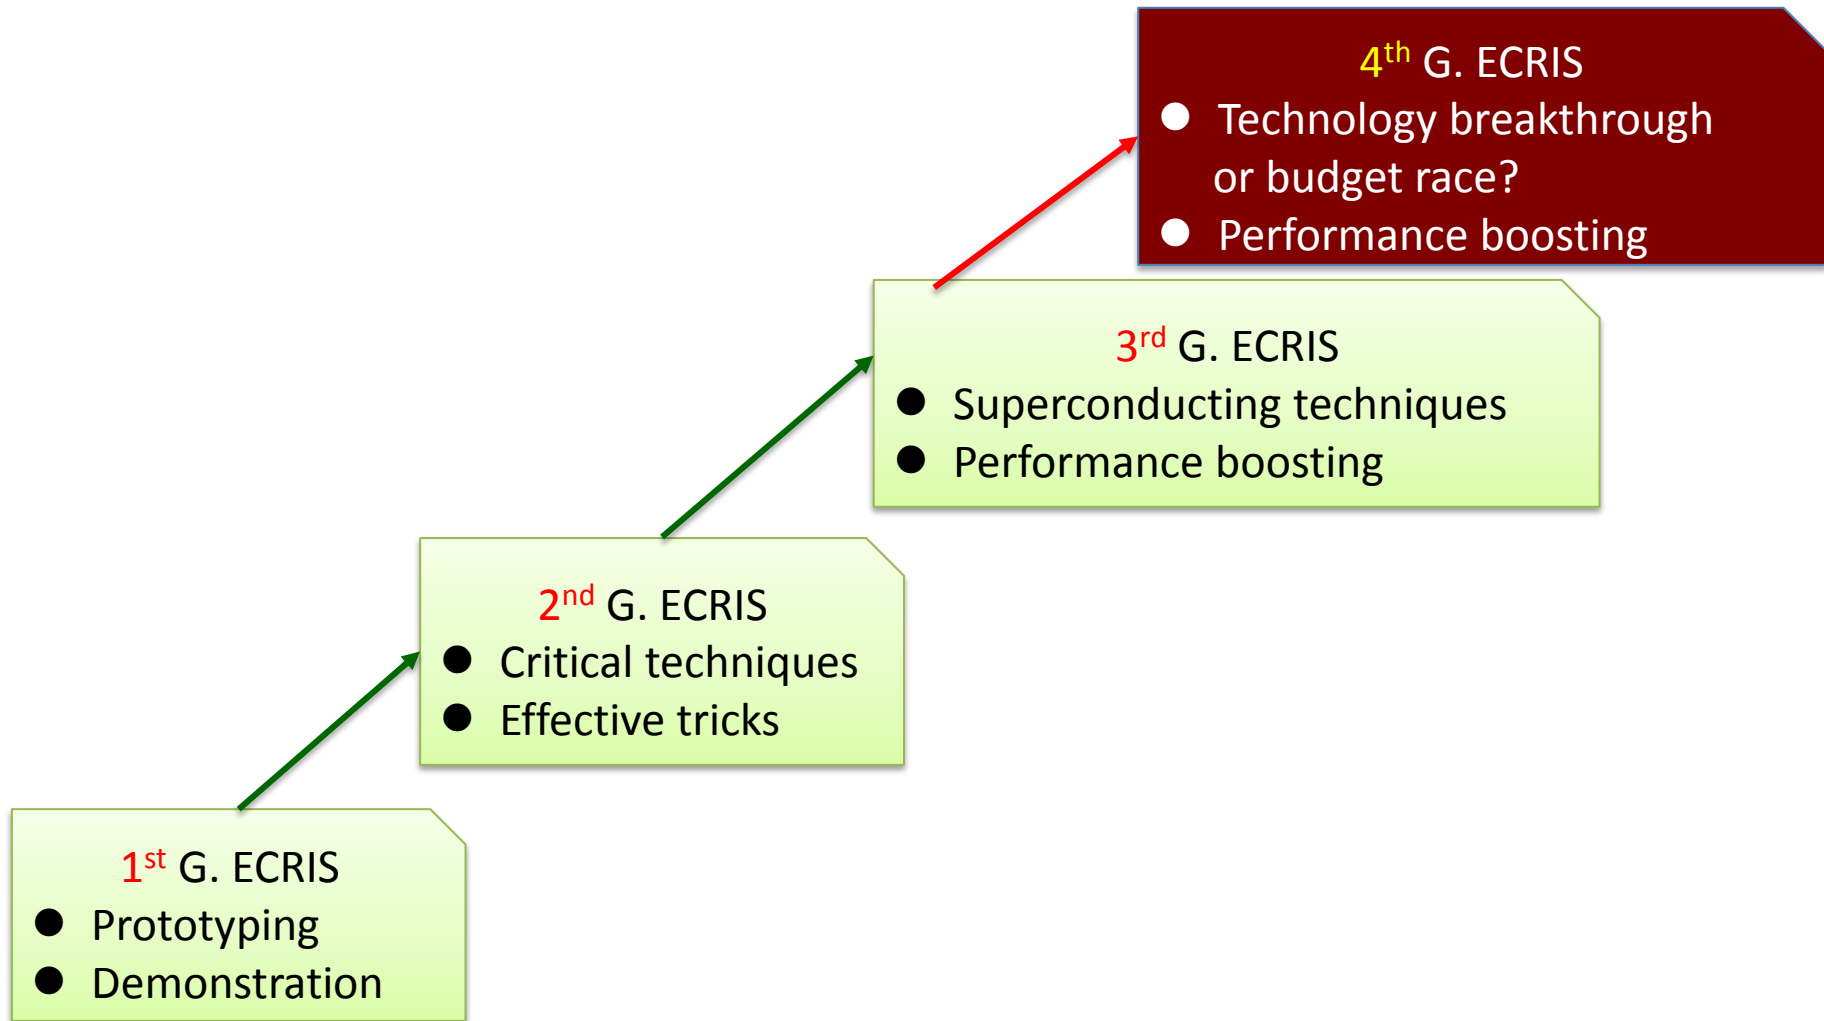 4th G. ECRIS
● Technology breakthrough
or budget race?
● Performance boosting
3rd G. ECRIS
● Superconducting techniques
● Performance boosting
2nd G. ECRIS
● Critical techniques
● Effective tricks
1st G. ECRIS
● Prototyping
● Demonstration